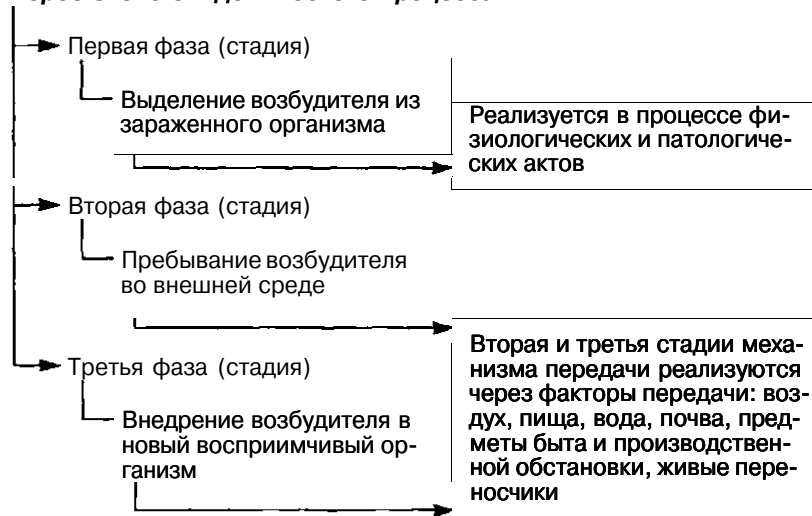 Первая фаза (стадия)
Выделение возбудителя из
зараженного организма
Реализуется в процессе фи-
зиологических и патологиче-
ских актов
Вторая фаза (стадия)
Пребывание возбудителя
во внешней среде
Третья фаза (стадия)
Внедрение возбудителя в
новый восприимчивый ор-
ганизм
Вторая и третья стадии меха-
низма передачи реализуются
через факторы передачи: воз-
дух, пища, вода, почва, пред-
меты быта и производствен-
ной обстановки, живые пере-
носчики